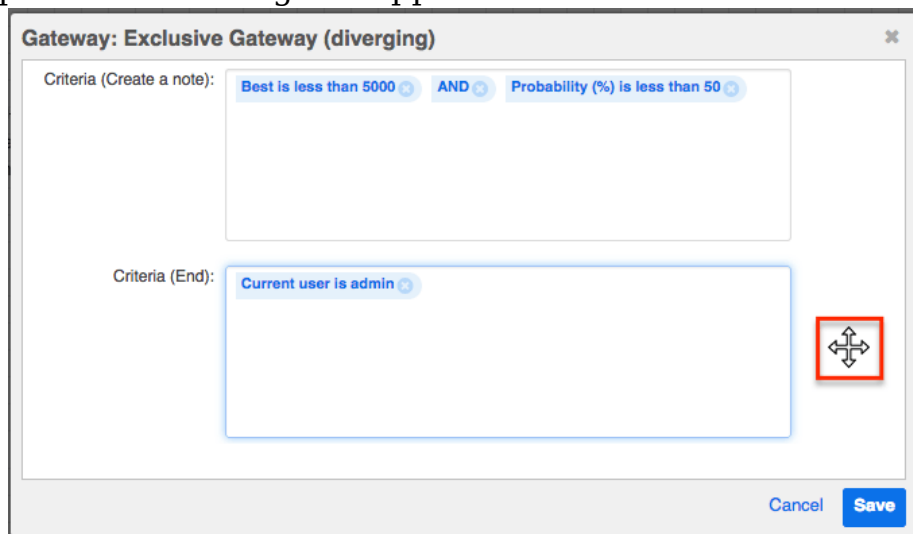 Gateway: Exclusive Gateway (diverging)
Criteria (Create a note):
Best is less than 5000 AND Probability (%) is less than 50
Criteria (End):
Current user is admin
Cancel Save